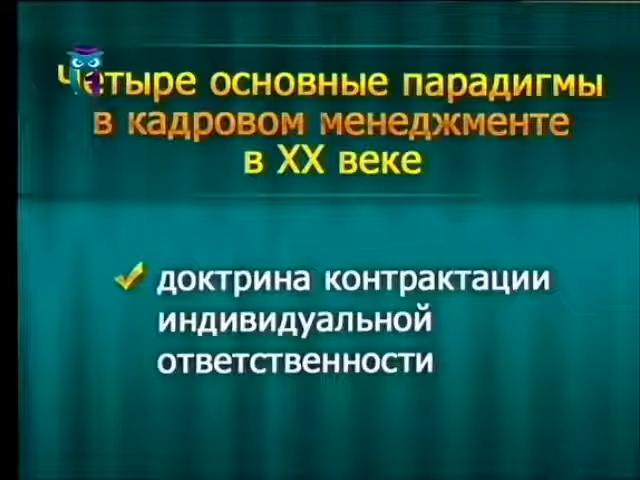 Четыре основные парадигмы
в кадровом менеджменте
в XX веке
доктрина контрактации
индивидуальной
ответственности